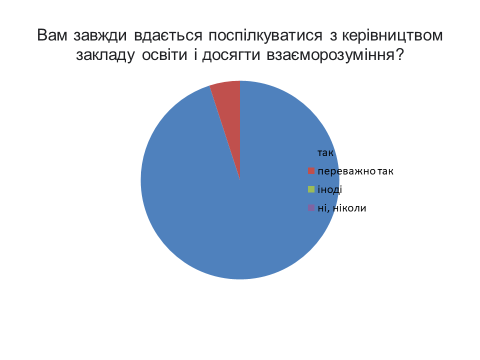 Вам завжди вдається поспілкуватися з керівництвом
закладу освіти і досягти взаєморозуміння?
так
переважно так
іноді
ні, ніколи